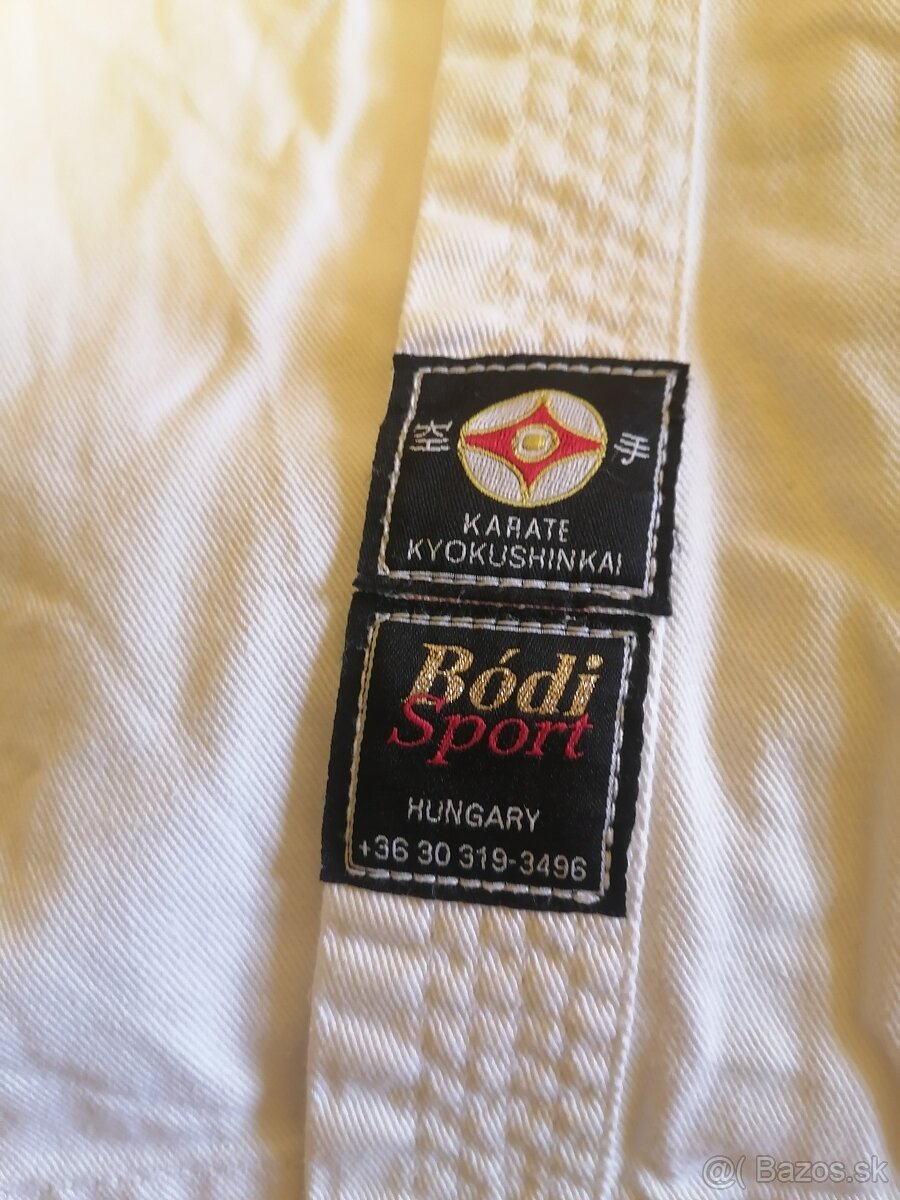 空 手
KARATE
KYOKUSHINKAI
Bódi
Sport
HUNGARY
+36 30 319-3496
@( Bazos.sk